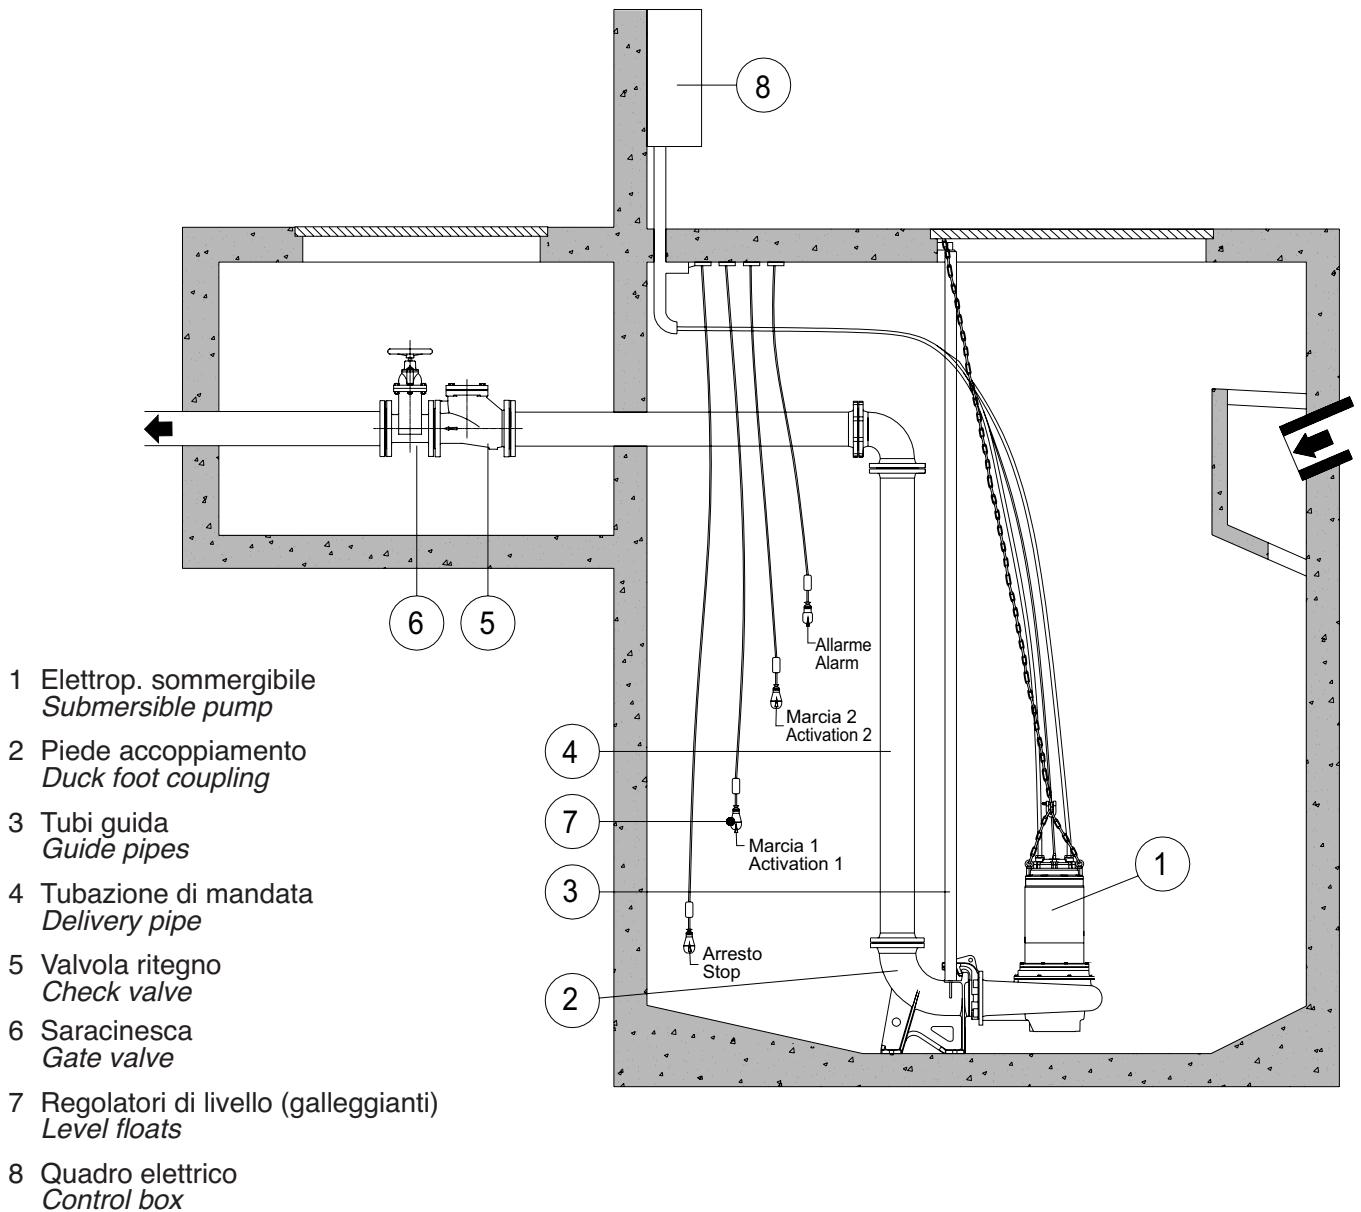 8
6
5
Allarme
Alarm
Marcia 2
Activation 2
4
7
Marcia 1
Activation 1
3
1
Arresto
Stop
2
1 Elettrop. sommergibile
Submersible pump
2 Piede accoppiamento
Duck foot coupling
3 Tubi guida
Guide pipes
4 Tubazione di mandata
Delivery pipe
5 Valvola ritegno
Check valve
6 Saracinesca
Gate valve
7 Regolatori di livello (galleggianti)
Level floats
8 Quadro elettrico
Control box